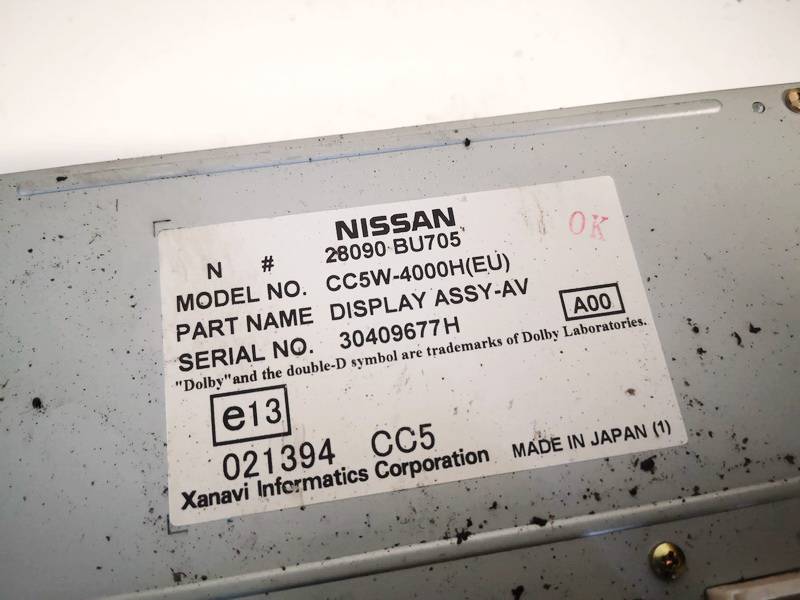 NISSAN
OK
N # 28090 BU705
MODEL NO. CC5W-4000H(EU)
PART NAME DISPLAY ASSY-AV
SERIAL NO. 30409677H
A00
"Dolby"and the double-D symbol are trademarks of Dolby Laboratories.
e13
021394 CC5
Xanavi Informatics Corporation
MADE IN JAPAN (1)